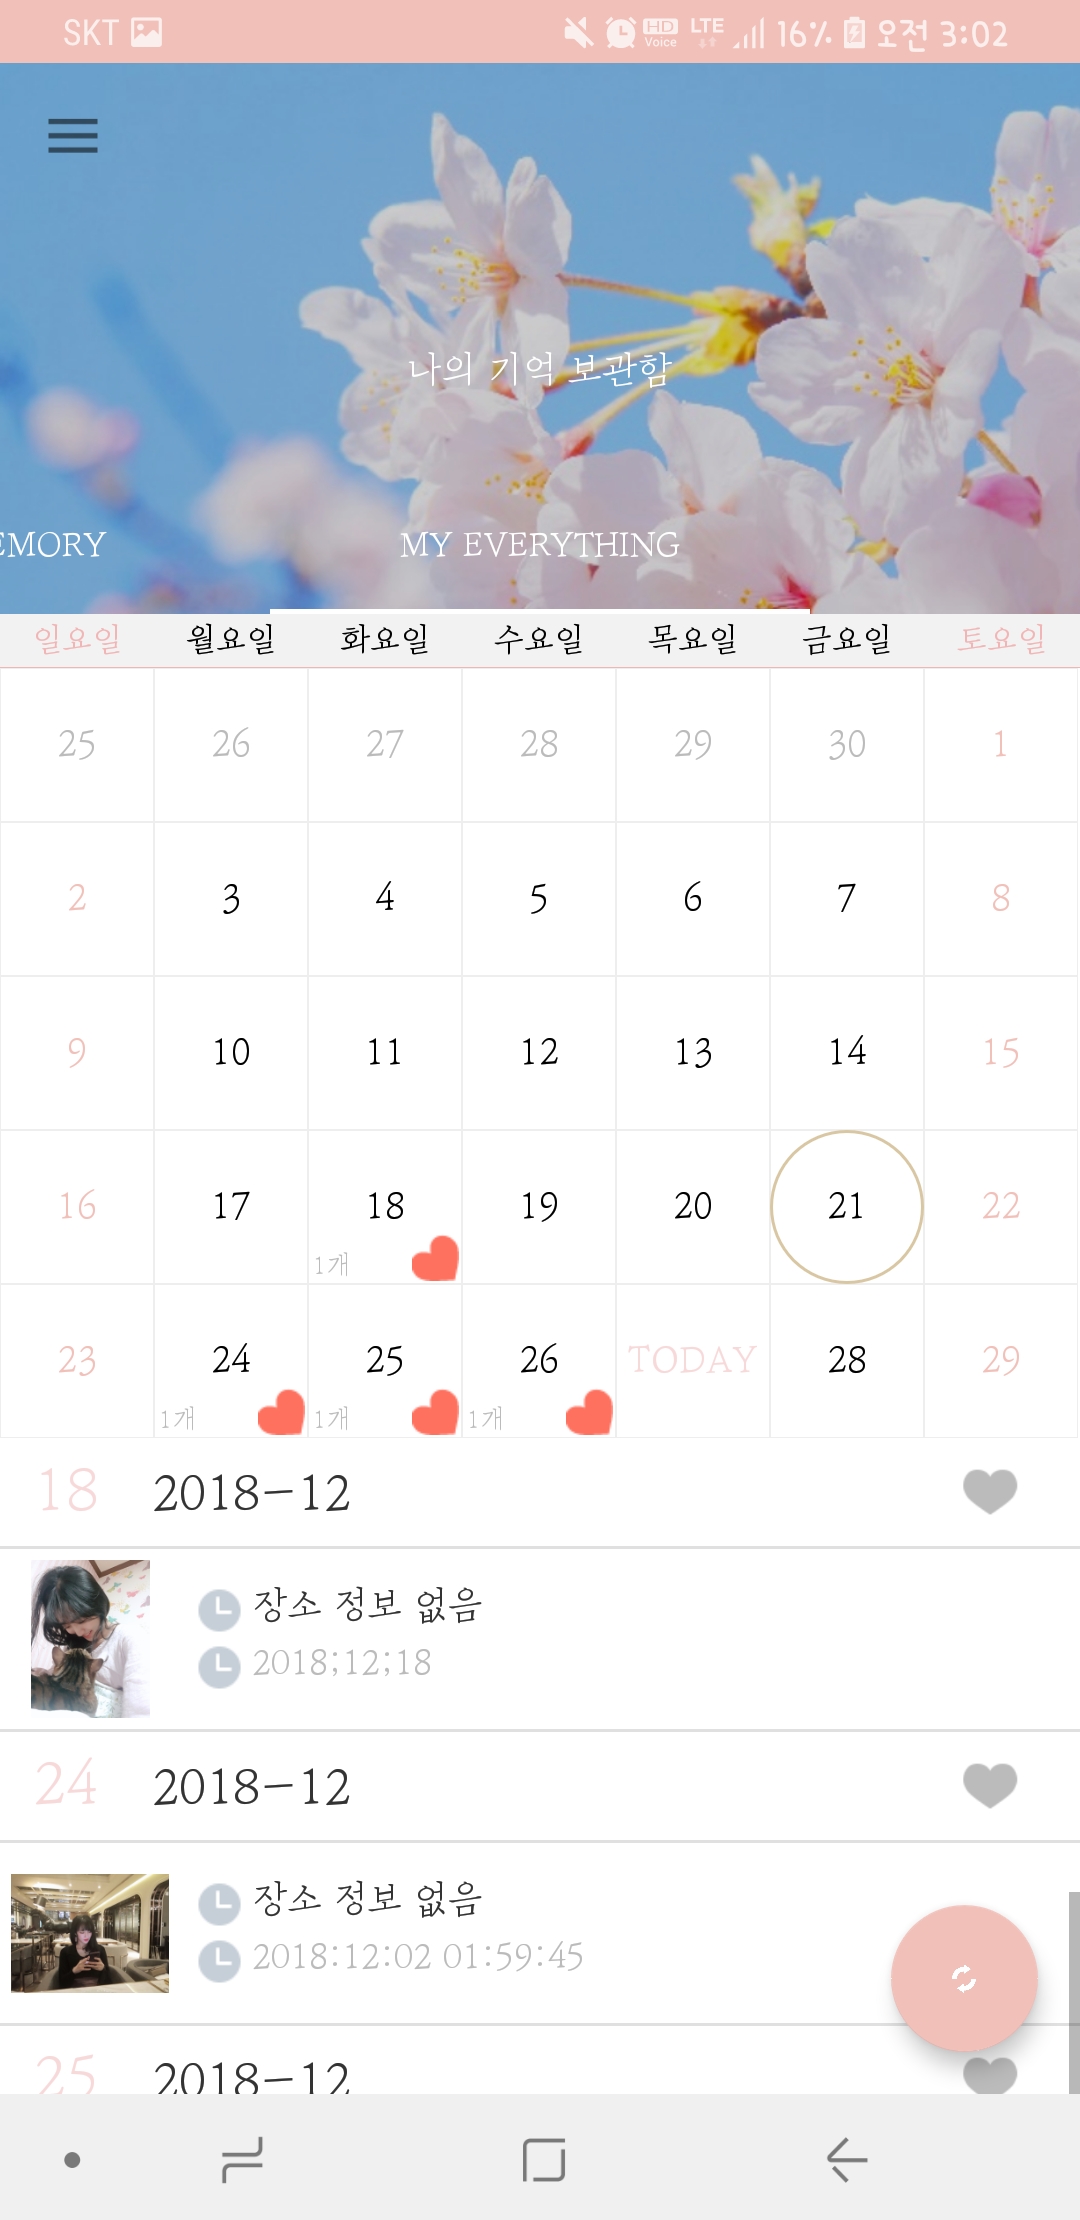 SKT HD Voice LTE 16% 오전 3:02
나의 기억 보관함
EMORY MY EVERYTHING
일요일 월요일 화요일 수요일 목요일 금요일 토요일
25 26 27 28 29 30 1
2 3 4 5 6 7 8
9 10 11 12 13 14 15
16 17 18 19 20 21 22
1개
23 24 25 26 TODAY 28 29
1개 1개 1개
18 2018-12
장소 정보 없음
2018;12;18
24 2018-12
장소 정보 없음
2018:12:02 01:59:45
25 2018-12